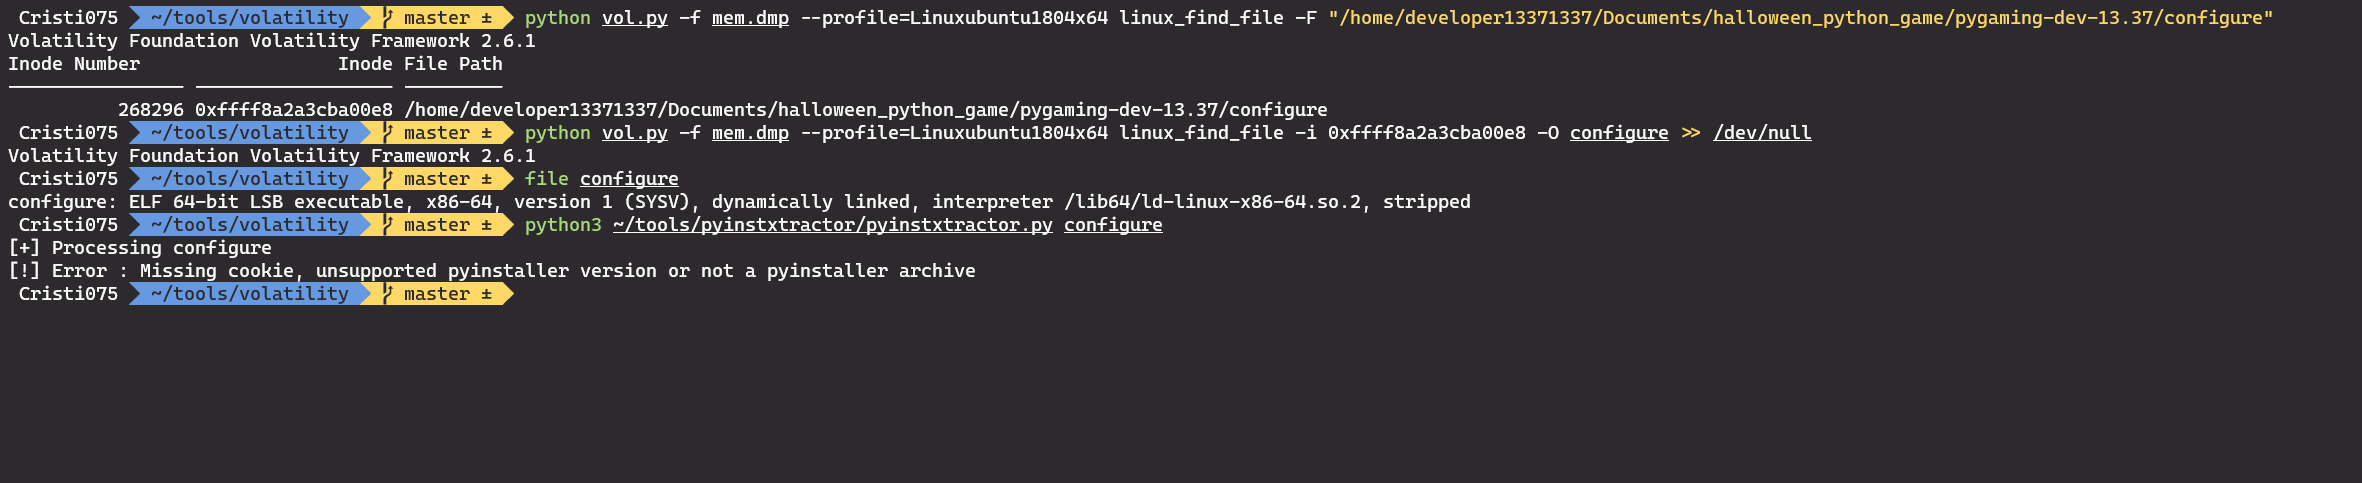 Cristi075 ~/tools/volatility master ± python vol.py -f mem.dmp --profile=Linuxubuntu1804x64 linux_find_file -F "/home/developer13371337/Documents/halloween_python_game/pygaming-dev-13.37/configure"
Volatility Foundation Volatility Framework 2.6.1
Inode Number Inode File Path
---------------- ------------------ ---------
268296 0xffff8a2a3cba00e8 /home/developer13371337/Documents/halloween_python_game/pygaming-dev-13.37/configure
Cristi075 ~/tools/volatility master ± python vol.py -f mem.dmp --profile=Linuxubuntu1804x64 linux_find_file -i 0xffff8a2a3cba00e8 -O configure >> /dev/null
Volatility Foundation Volatility Framework 2.6.1
Cristi075 ~/tools/volatility master ± file configure
configure: ELF 64-bit LSB executable, x86-64, version 1 (SYSV), dynamically linked, interpreter /lib64/ld-linux-x86-64.so.2, stripped
Cristi075 ~/tools/volatility master ± python3 ~/tools/pyinstxtractor/pyinstxtractor.py configure
[+] Processing configure
[!] Error : Missing cookie, unsupported pyinstaller version or not a pyinstaller archive
Cristi075 ~/tools/volatility master ±